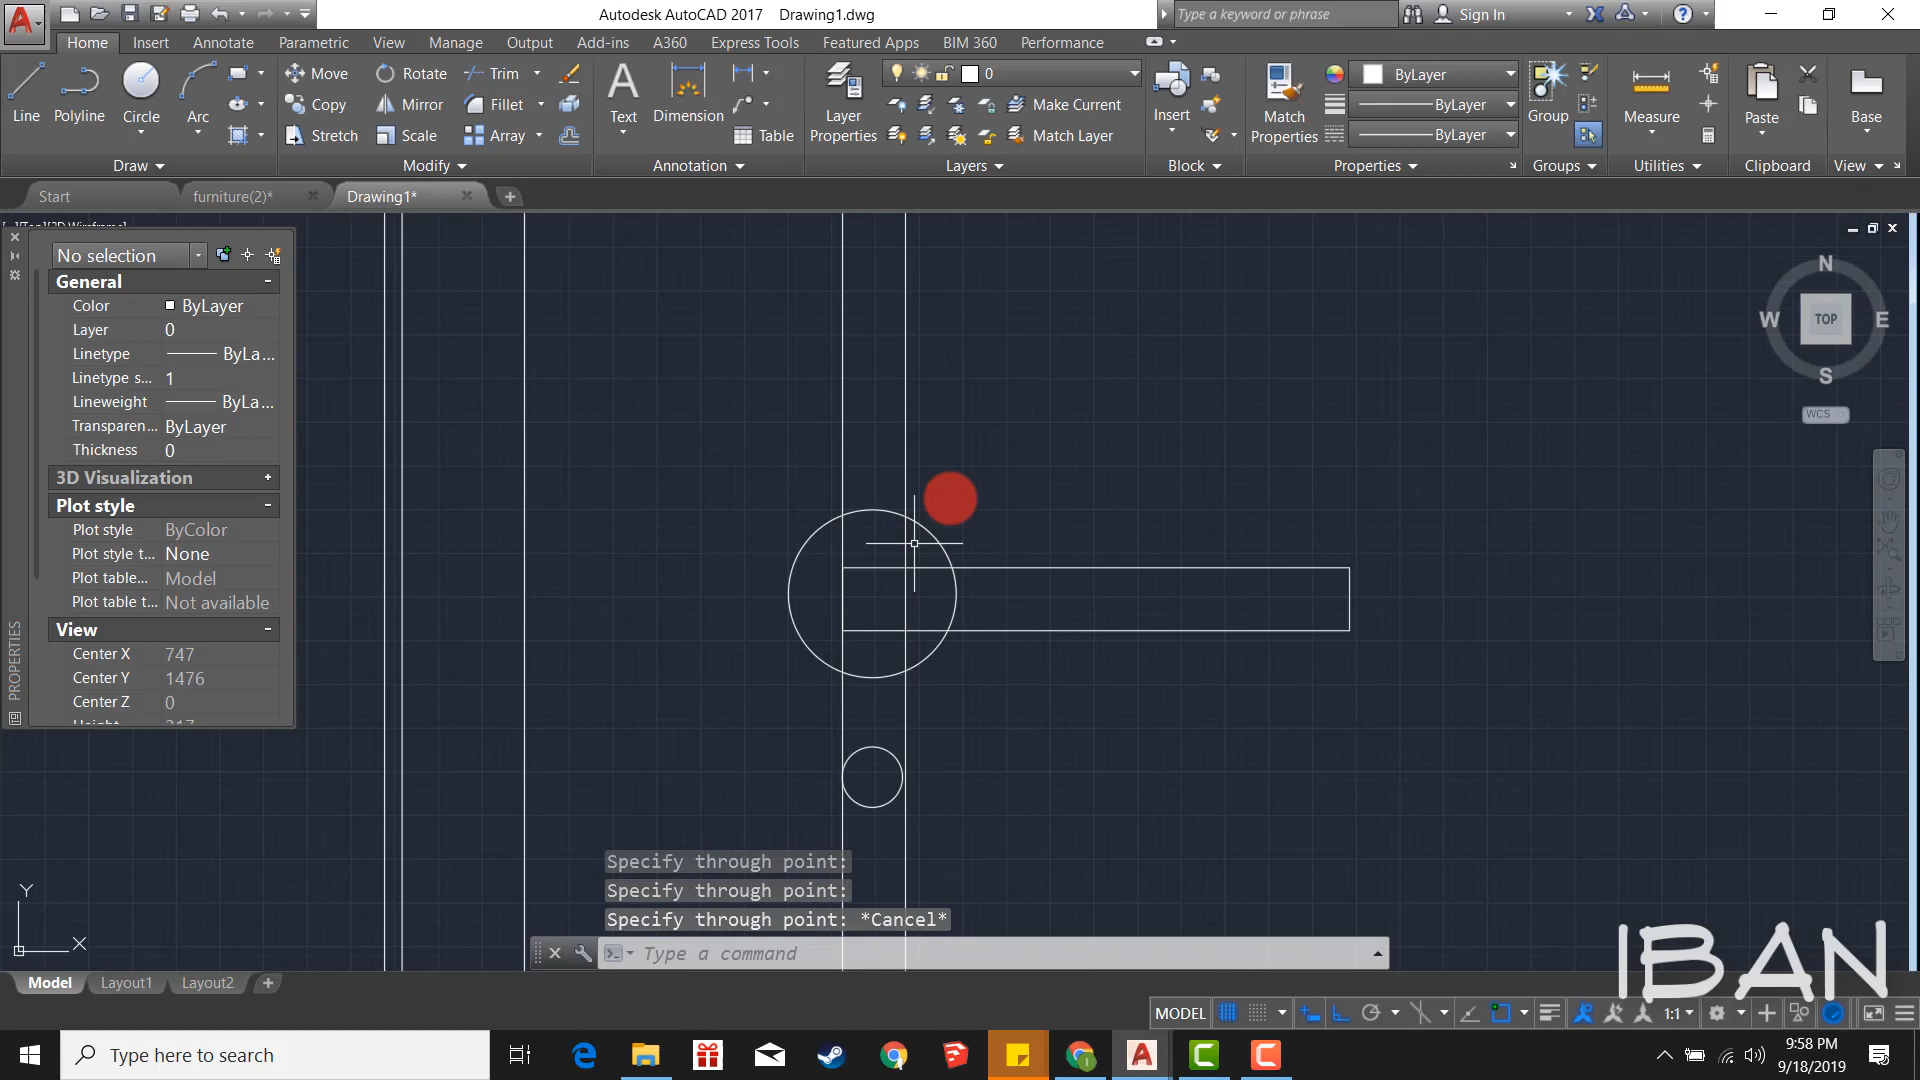 Autodesk AutoCAD 2017 Drawing1.dwg
Type a keyword or phrase
Sign In
Home Insert Annotate Parametric View Manage Output Add-ins A360 Express Tools Featured Apps BIM 360 Performance
Line Polyline Circle Arc
Move Rotate Trim
Copy Mirror Fillet
Stretch Scale Array
Text Dimension Table
Layer Properties
0
Make Current
Match Layer
Insert
Match Properties
ByLayer
ByLayer
ByLayer
Group Measure Paste Base
Draw Modify Annotation Layers Block Properties Groups Utilities Clipboard View
Start furniture(2)* Drawing1*
No selection
General
Color ByLayer
Layer 0
Linetype ByLa...
Linetype s... 1
Lineweight ByLa...
Transparen... ByLayer
Thickness 0
3D Visualization
Plot style
Plot style ByColor
Plot style t... None
Plot table... Model
Plot table t... Not available
View
Center X 747
Center Y 1476
Center Z 0
PROPERTIES
N
W TOP E
S
WCS
Y
X
Specify through point:
Specify through point:
Specify through point: *Cancel*
Type a command
IBAN
Model Layout1 Layout2
MODEL 1:1
Type here to search
9:58 PM
9/18/2019